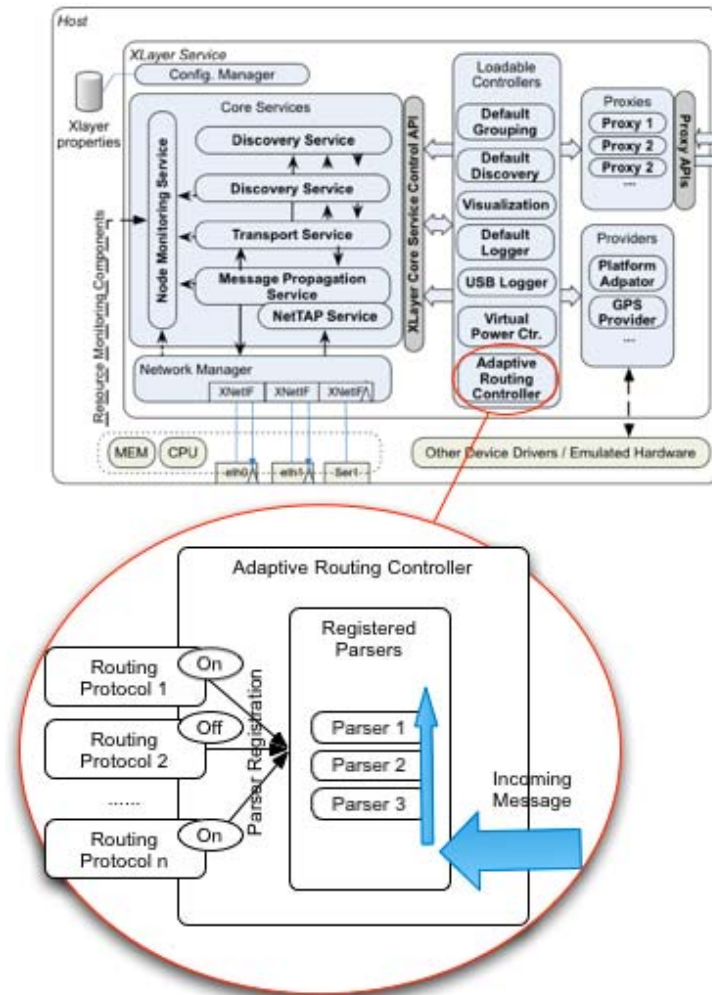 Host
XLayer Service
Config. Manager
Xlayer
properties
Core Services
Node Monitoring Service
Discovery Service
Discovery Service
Transport Service
Message Propagation
Service
NetTAP Service
XLayer Core Service Control API
Loadable
Controllers
Default
Grouping
Default
Discovery
Visualization
Default
Logger
USB Logger
Virtual
Power Ctr.
Adaptive
Routing
Controller
Proxies
Proxy 1
Proxy 2
Proxy 2
...
Proxy APIs
Providers
Platform
Adpator
GPS
Provider
...
Resource Monitoring Components
Network Manager
XNetIF
XNetIF
XNetIF
MEM
CPU
eth0
eth1
Ser1
Other Device Drivers / Emulated Hardware
Adaptive Routing Controller
Registered
Parsers
Routing
Protocol 1
On
Routing
Protocol 2
Off
......
Routing
Protocol n
On
Parser Registration
Parser 1
Parser 2
Parser 3
Incoming
Message